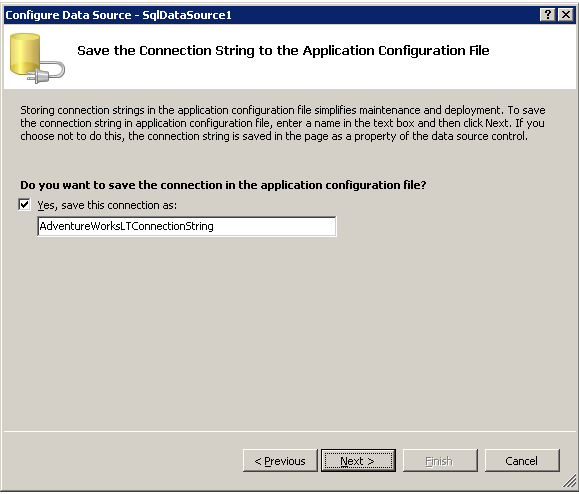 Configure Data Source - SqlDataSource1
Save the Connection String to the Application Configuration File
Storing connection strings in the application configuration file simplifies maintenance and deployment. To save
the connection string in application configuration file, enter a name in the text box and then click Next. If you
choose not to do this, the connection string is saved in the page as a property of the data source control.
Do you want to save the connection in the application configuration file?
Yes, save this connection as:
AdventureWorksLTConnectionString
< Previous Next > Finish Cancel